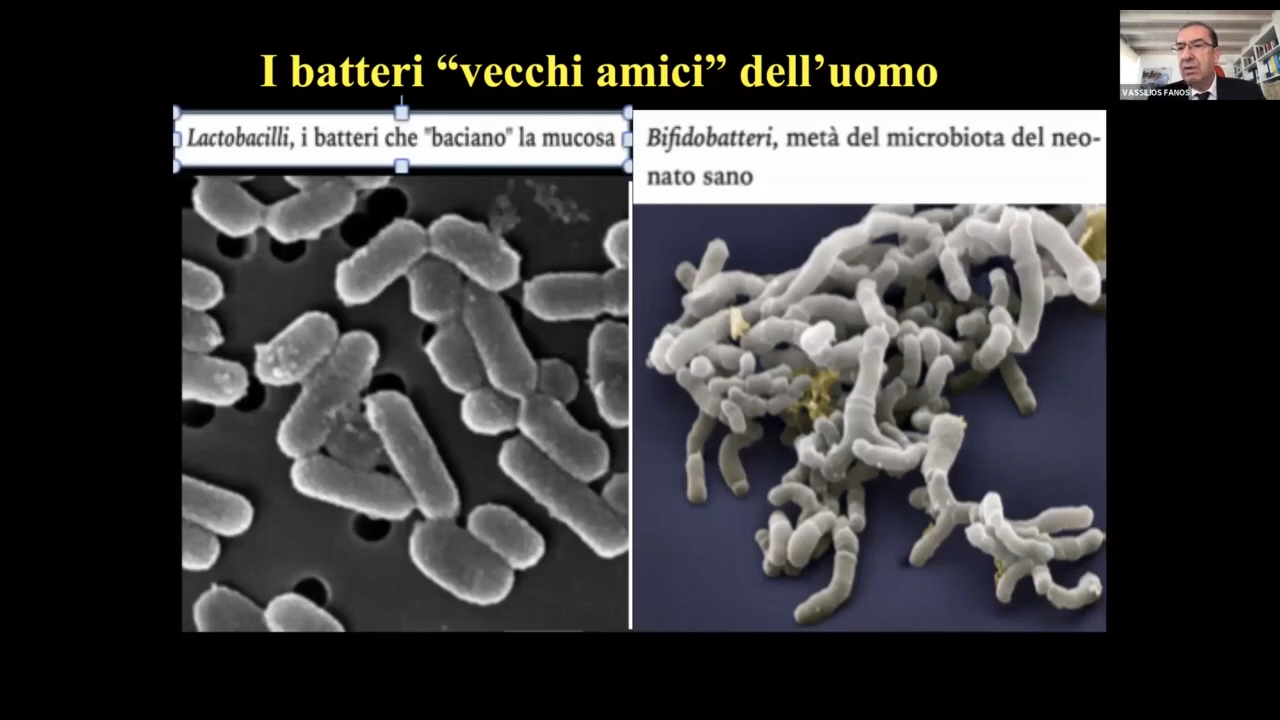 I batteri “vecchi amici” dell’uomo
Lactobacilli, i batteri che "baciano" la mucosa
Bifidobatteri, metà del microbiota del neo-
nato sano
VASSILIOS FANOS